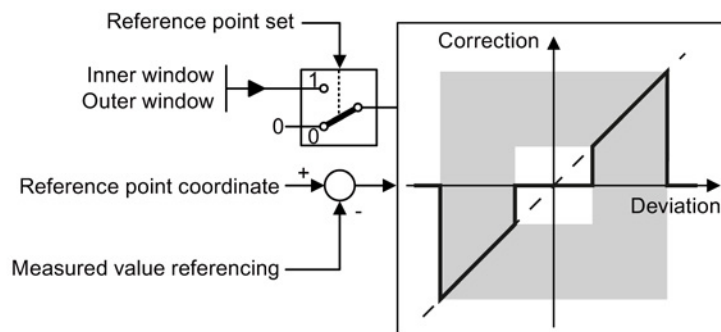 Reference point set
Correction
Inner window
Outer window
1
0
0
Reference point coordinate
+
-
Deviation
Measured value referencing